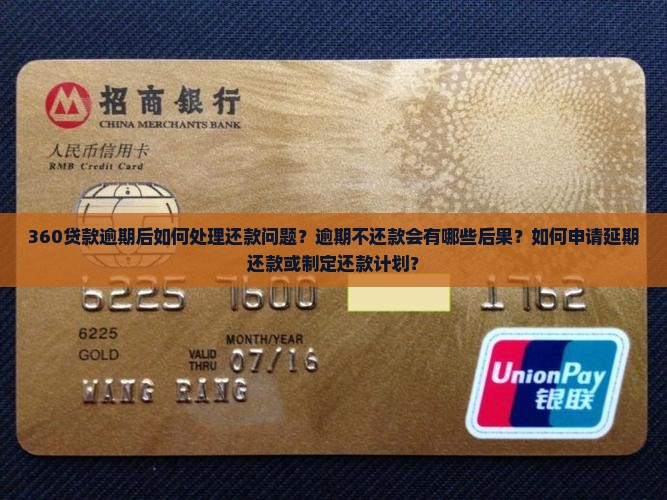 招商银行
CHINA MERCHANTS BANK
人民币信用卡
RMB Credit Card
360贷款逾期后如何处理还款问题？逾期不还款会有哪些后果？如何申请延期
还款或制定还款计划?
6225 7600 1762
6225
MONTH/YEAR
GOLD
VALID THRU 07/16
WANG RANG
UnionPay
银联